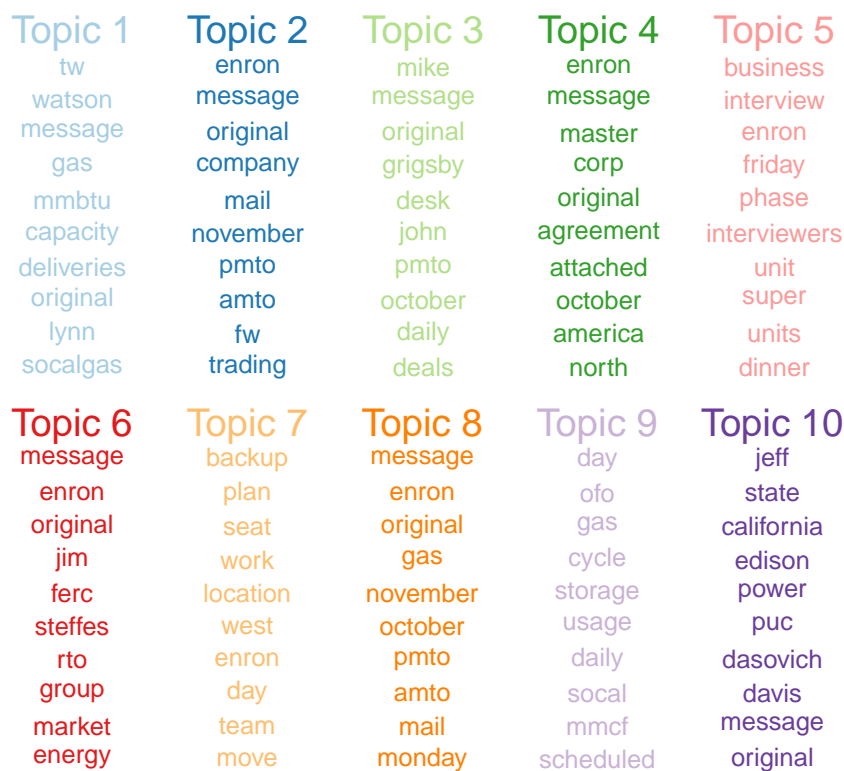 Topic 1 Topic 2 Topic 3 Topic 4 Topic 5
tw enron mike enron business
watson message message message interview
message original original master enron
gas company grigsby corp friday
mmbtu mail desk original phase
capacity november john agreement interviewers
deliveries pmto pmto attached unit
original amto october october super
lynn fw daily america units
socalgas trading deals north dinner
Topic 6 Topic 7 Topic 8 Topic 9 Topic 10
message backup message day jeff
enron plan enron ofo state
original seat original gas california
jim work gas cycle edison
ferc location november storage power
steffes west october usage puc
rto enron pmto daily dasovich
group day amto socal davis
market team mail mmcf message
energy move monday scheduled original